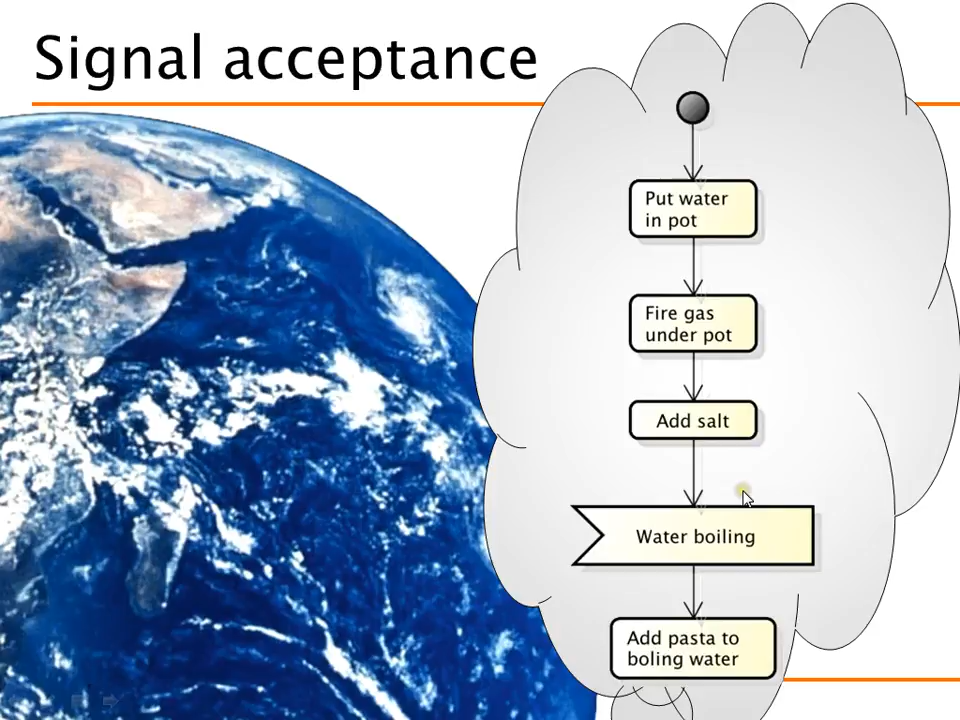 Signal acceptance
Put water
in pot
Fire gas
under pot
Add salt
Water boiling
Add pasta to
boling water